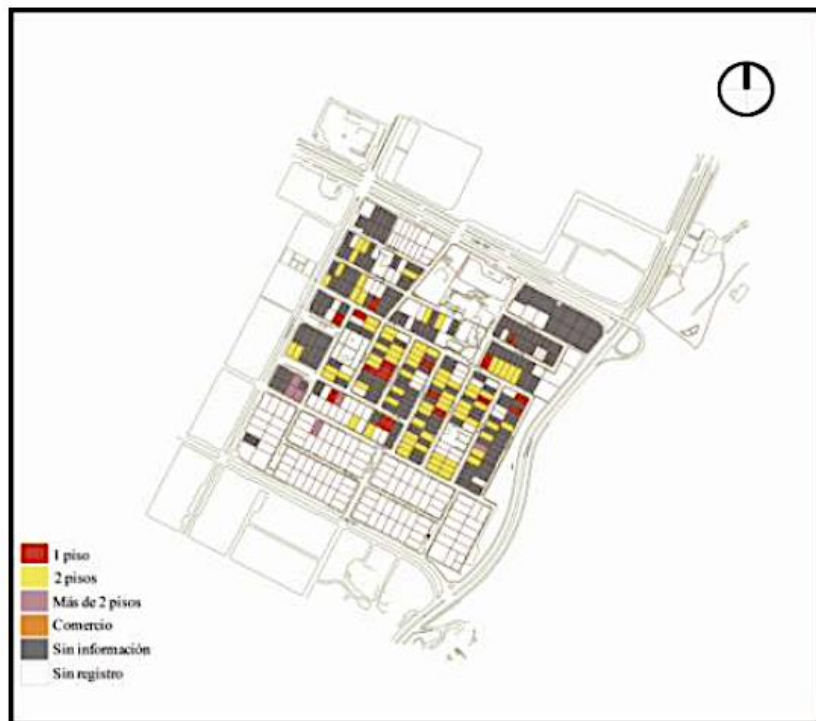 1 piso
2 pisos
Más de 2 pisos
Comercio
Sin información
Sin registro